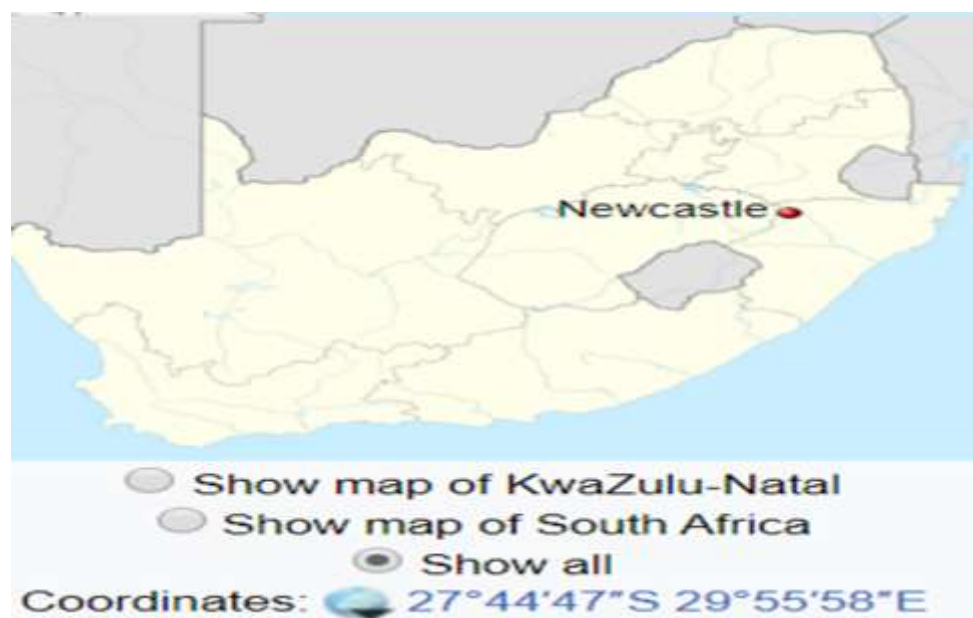 Newcastle
Show map of KwaZulu-Natal
Show map of South Africa
Show all
Coordinates: 27°44′47″S 29°55′58″E